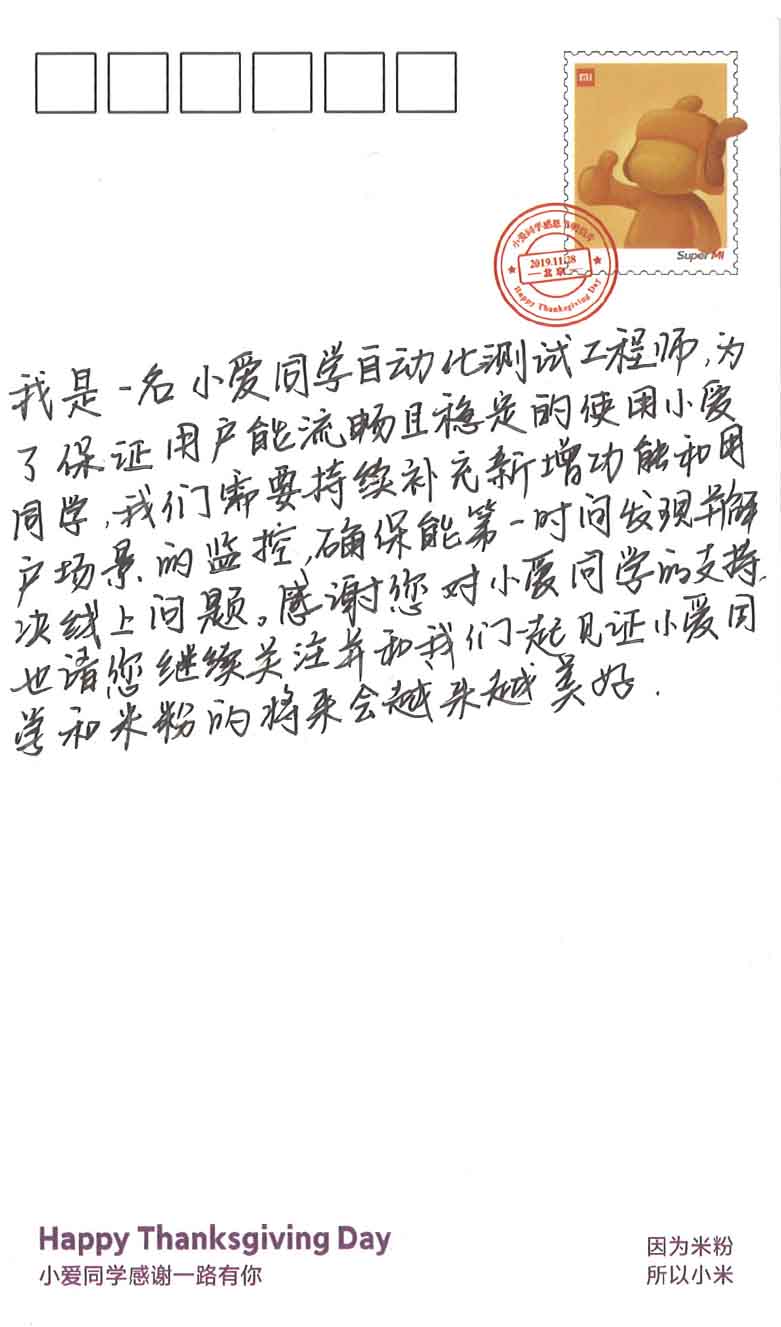 mi
Super MI
小爱同学感恩节明信片
2019.11.28
北京
Happy Thanksgiving Day
我是一名小爱同学自动化测试工程师,为
了保证用户能流畅且稳定的使用小爱
同学,我们需要持续补充新增功能和用
户场景的监控,确保能第一时间发现并解
决线上问题。感谢您对小爱同学的支持,
也请您继续关注并和我们一起见证小爱同
学和米粉的将来会越来越美好.
Happy Thanksgiving Day
小爱同学感谢一路有你
因为米粉
所以小米